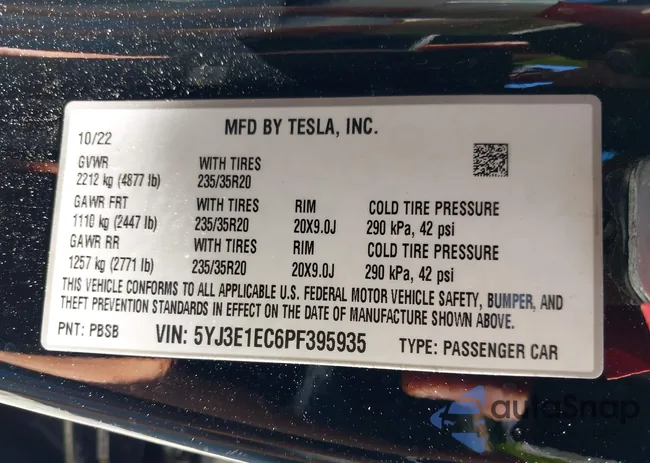 10/22
MFD BY TESLA, INC.
GVWR WITH TIRES
2212 kg (4877 lb) 235/35R20
GAWR FRT WITH TIRES RIM COLD TIRE PRESSURE
1110 kg (2447 lb) 235/35R20 20X9.0J 290 kPa, 42 psi
GAWR RR WITH TIRES RIM COLD TIRE PRESSURE
1257 kg (2771 lb) 235/35R20 20X9.0J 290 kPa, 42 psi
THIS VEHICLE CONFORMS TO ALL APPLICABLE U.S. FEDERAL MOTOR VEHICLE SAFETY, BUMPER, AND
THEFT PREVENTION STANDARDS IN EFFECT ON THE DATE OF MANUFACTURE SHOWN ABOVE.
PNT: PBSB VIN: 5YJ3E1EC6PF395935 TYPE: PASSENGER CAR
autoSnap